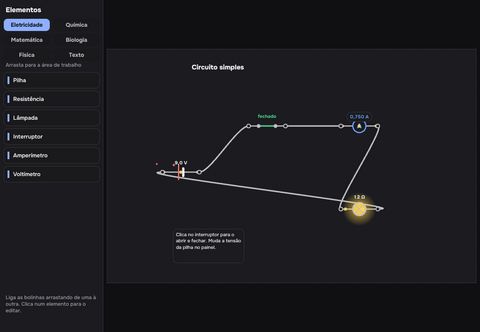 Elementos
Eletricidade
Química
Matemática
Biologia
Física
Texto
Arrasta para a área de trabalho
Pilha
Resistência
Lâmpada
Interruptor
Amperímetro
Voltímetro
Liga as bolinhas arrastando de uma à
outra. Clica num elemento para o
editar.
Circuito simples
fechado
0,750 A
A
9,0 V
12 Ω
Clica no interruptor para o
abrir e fechar. Muda a tensão
da pilha no painel.